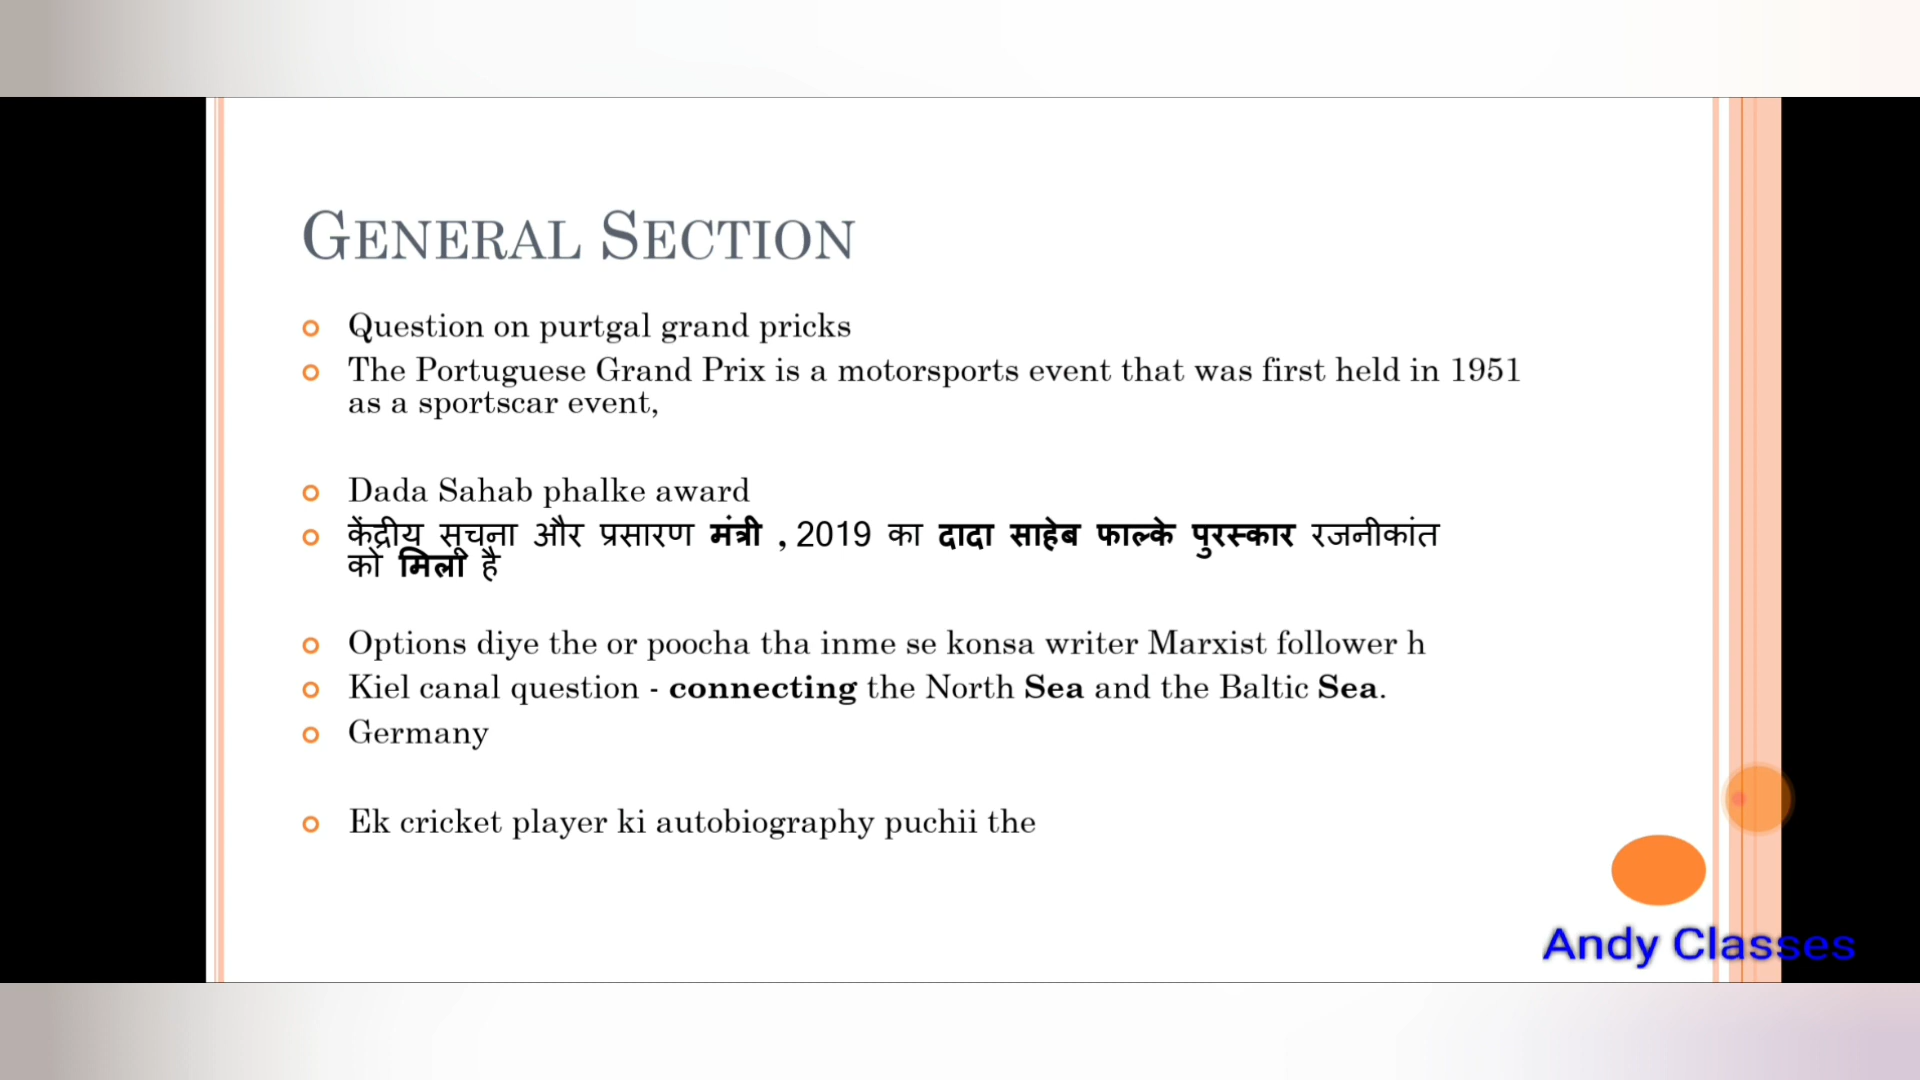 GENERAL SECTION
Question on purtgal grand pricks
The Portuguese Grand Prix is a motorsports event that was first held in 1951
as a sportscar event,
Dada Sahab phalke award
केंद्रीय सूचना और प्रसारण मंत्री , 2019 का दादा साहेब फाल्के पुरस्कार रजनीकांत
को मिला है
Options diye the or poocha tha inme se konsa writer Marxist follower h
Kiel canal question - connecting the North Sea and the Baltic Sea.
Germany
Ek cricket player ki autobiography puchii the
Andy Classes